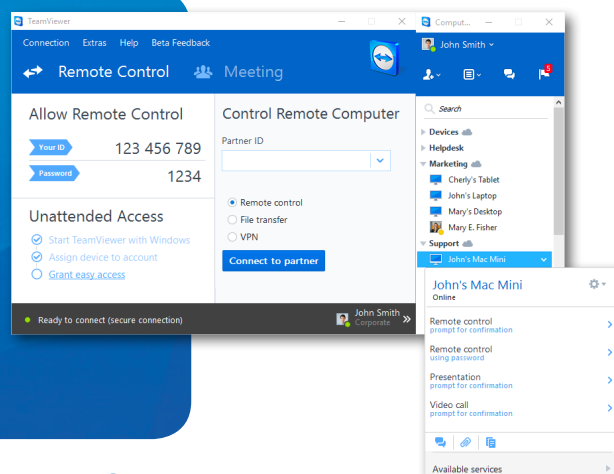 TeamViewer
Connection Extras Help Beta Feedback
Remote Control Meeting
Allow Remote Control
Your ID 123 456 789
Password 1234
Unattended Access
Start TeamViewer with Windows
Assign device to account
Grant easy access
Control Remote Computer
Partner ID
Remote control
File transfer
VPN
Connect to partner
Ready to connect (secure connection)
John Smith
Corporate
Comput...
John Smith
5
Search
Devices
Helpdesk
Marketing
Cherly's Tablet
John's Laptop
Mary's Desktop
Mary E. Fisher
Support
John's Mac Mini
John's Mac Mini
Online
Remote control
prompt for confirmation
Remote control
using password
Presentation
prompt for confirmation
Video call
prompt for confirmation
Available services